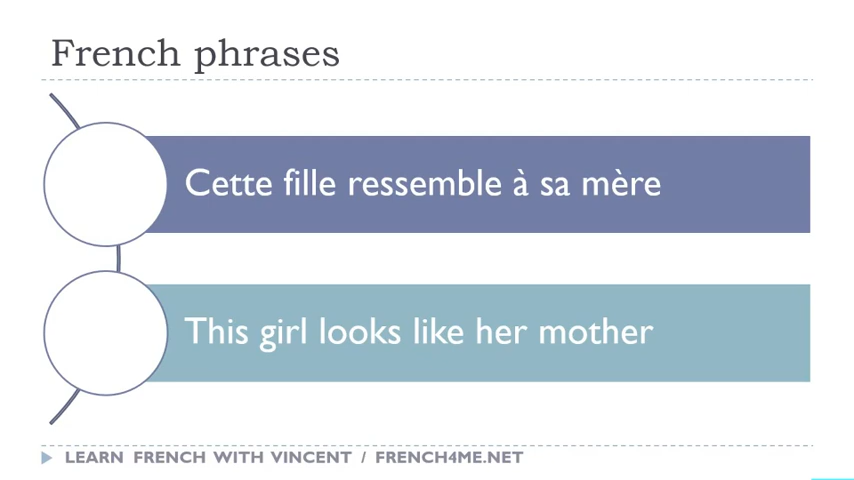 French phrases
Cette fille ressemble à sa mère
This girl looks like her mother
LEARN FRENCH WITH VINCENT / FRENCH4ME.NET